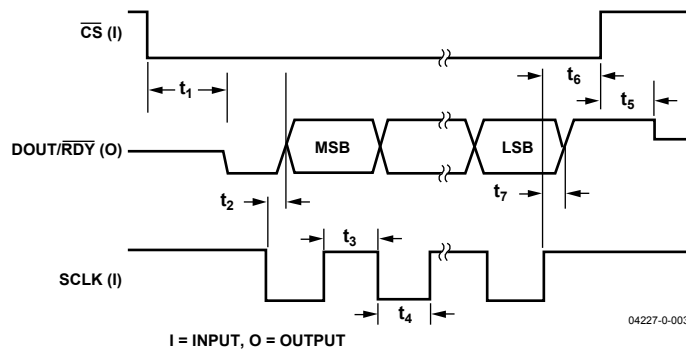 CS (I)
t1
t6
t5
DOUT/RDY (O)
MSB
LSB
t2
t7
t3
SCLK (I)
t4
04227-0-003
I = INPUT, O = OUTPUT